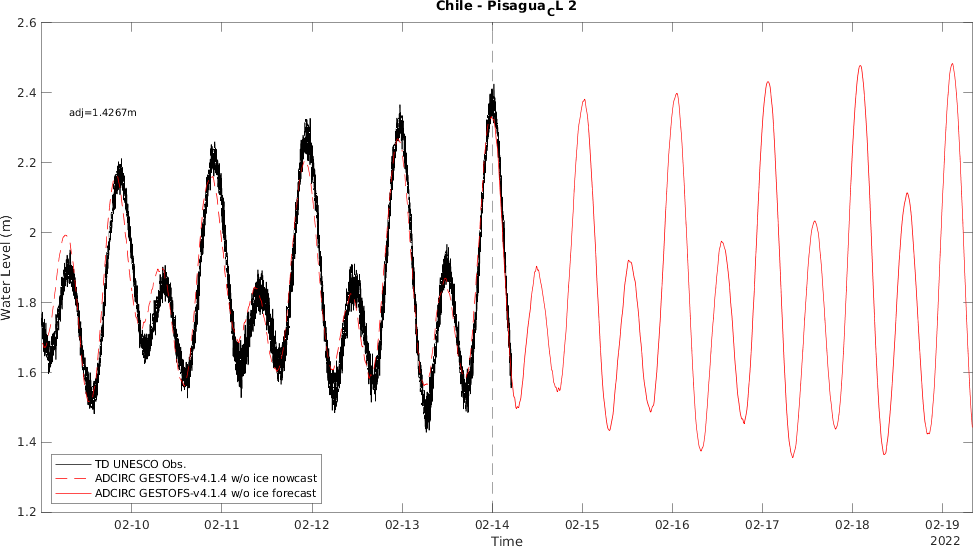 Chile - Pisagua_CL 2
2.6
2.4
2.2
2
1.8
1.6
1.4
1.2
Water Level (m)
adj=1.4267m
TD UNESCO Obs.
ADCIRC GESTOFS-v4.1.4 w/o ice nowcast
ADCIRC GESTOFS-v4.1.4 w/o ice forecast
02-10 02-11 02-12 02-13 02-14 02-15 02-16 02-17 02-18 02-19
Time
2022